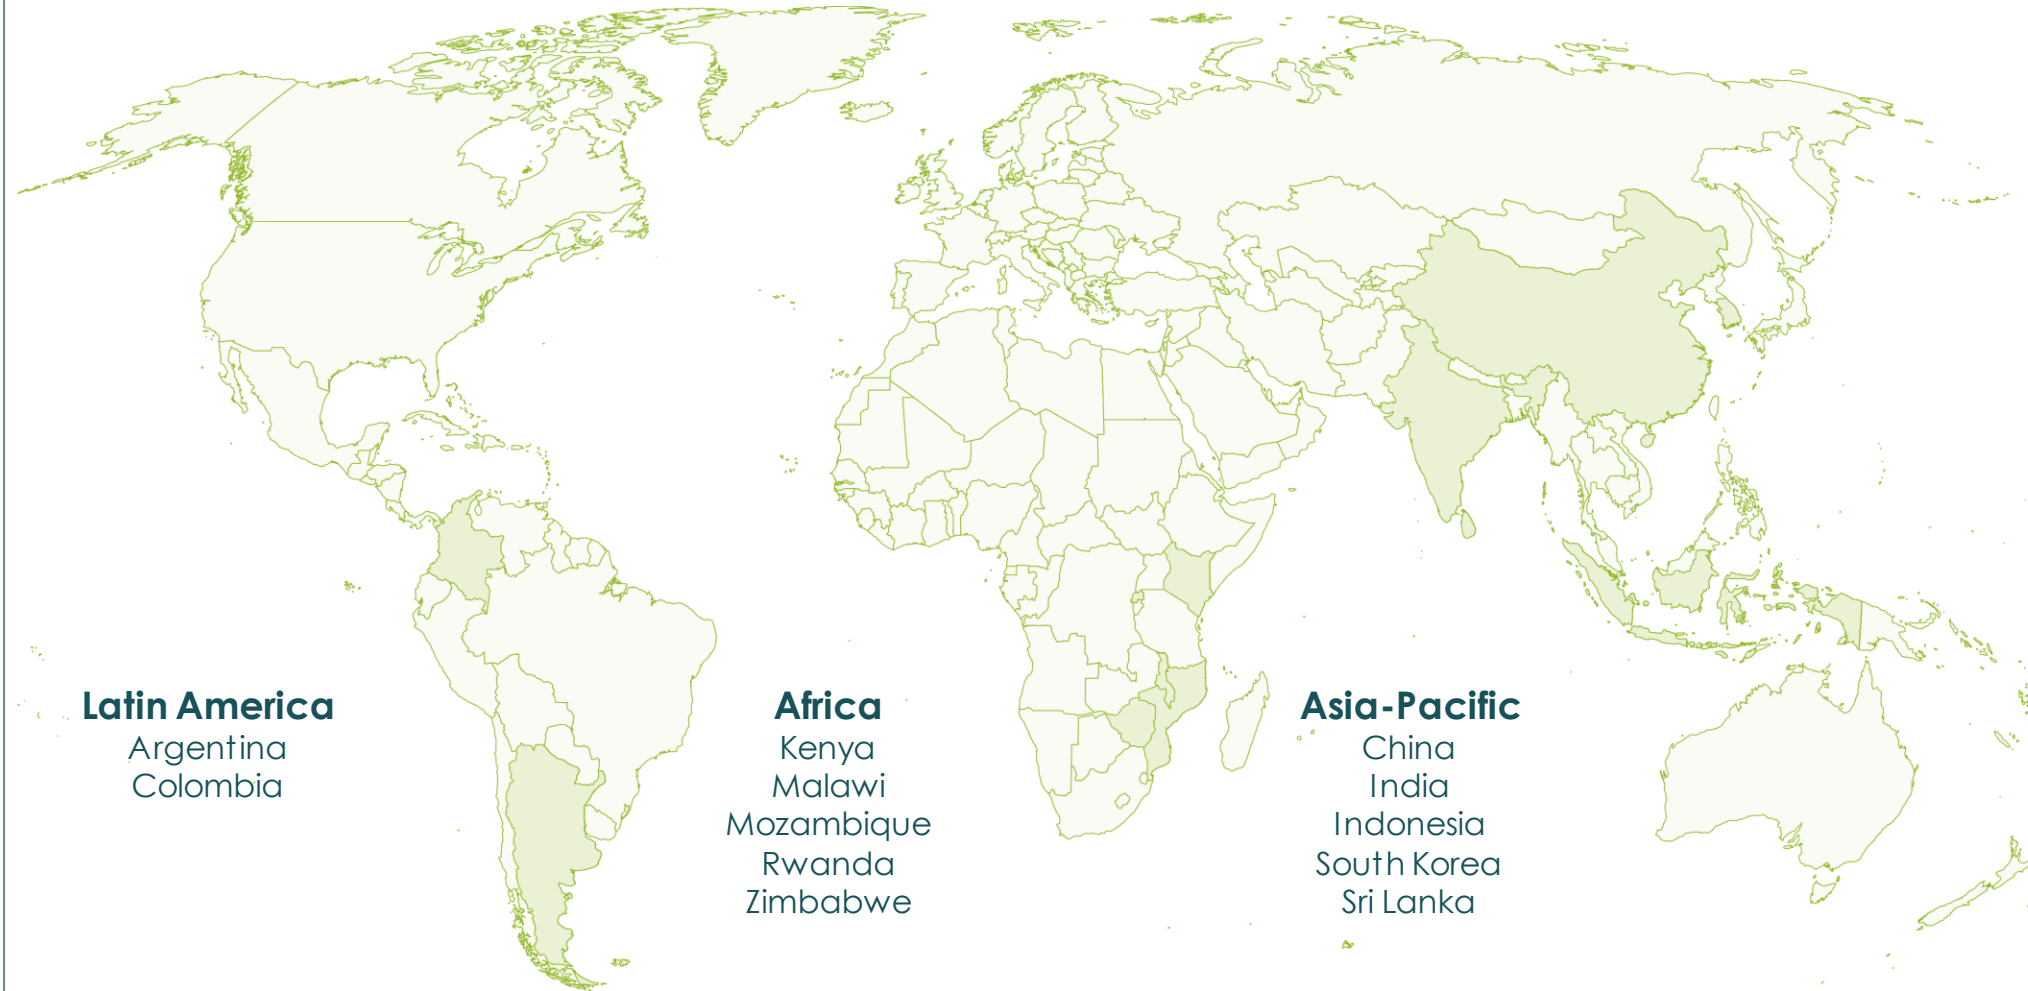 Latin America
Argentina
Colombia
Africa
Kenya
Malawi
Mozambique
Rwanda
Zimbabwe
Asia-Pacific
China
India
Indonesia
South Korea
Sri Lanka